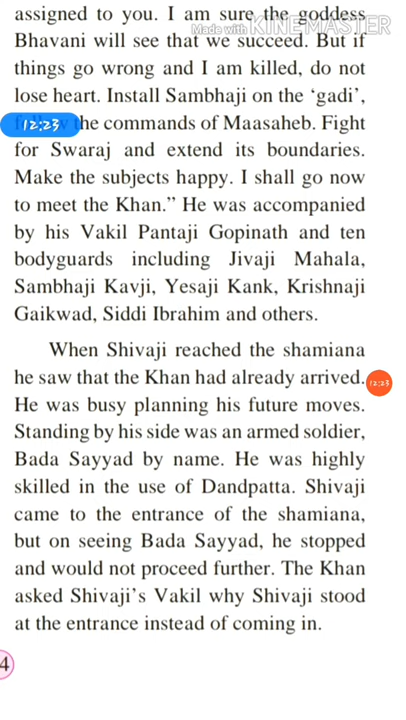 assigned to you. I am sure the goddess
Made with KINEMASTER
Bhavani will see that we succeed. But if
things go wrong and I am killed, do not
lose heart. Install Sambhaji on the ‘gadi’,
12:23 the commands of Maasaheb. Fight
for Swaraj and extend its boundaries.
Make the subjects happy. I shall go now
to meet the Khan.” He was accompanied
by his Vakil Pantaji Gopinath and ten
bodyguards including Jivaji Mahala,
Sambhaji Kavji, Yesaji Kank, Krishnaji
Gaikwad, Siddi Ibrahim and others.
When Shivaji reached the shamiana
he saw that the Khan had already arrived.
12:23
He was busy planning his future moves.
Standing by his side was an armed soldier,
Bada Sayyad by name. He was highly
skilled in the use of Dandpatta. Shivaji
came to the entrance of the shamiana,
but on seeing Bada Sayyad, he stopped
and would not proceed further. The Khan
asked Shivaji’s Vakil why Shivaji stood
at the entrance instead of coming in.
4